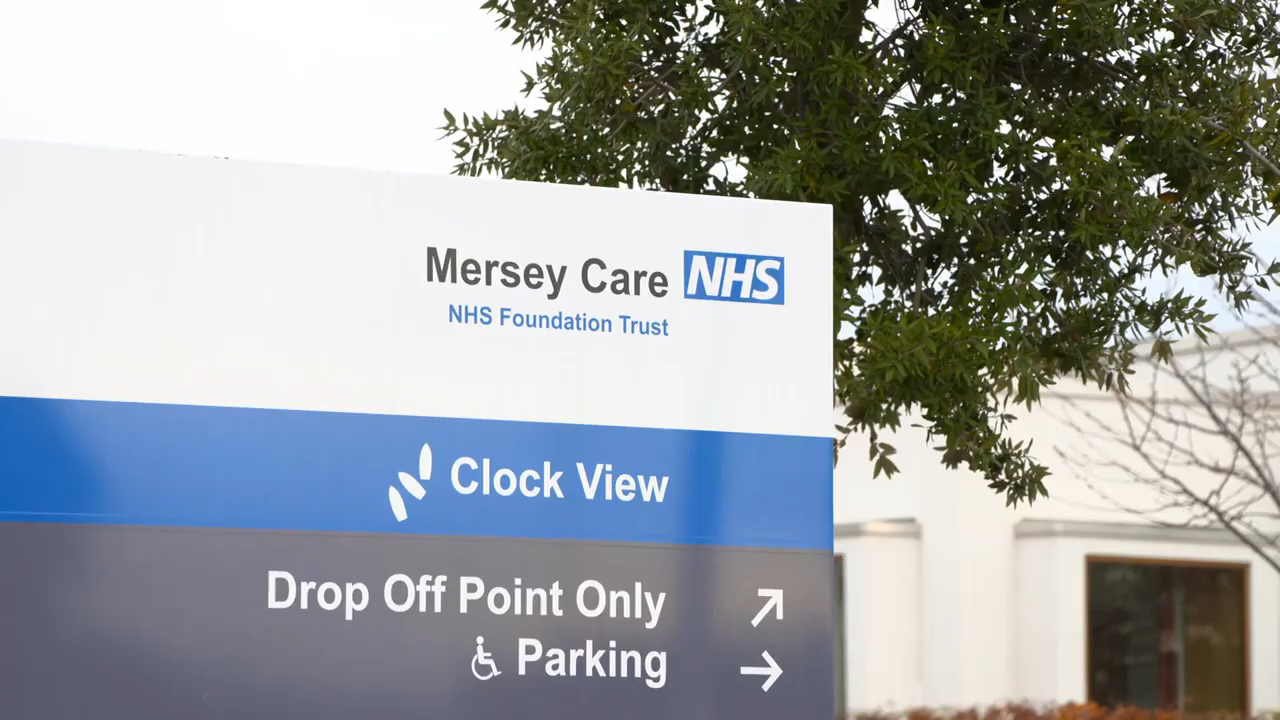 Mersey Care NHS
NHS Foundation Trust
Clock View
Drop Off Point Only
Parking